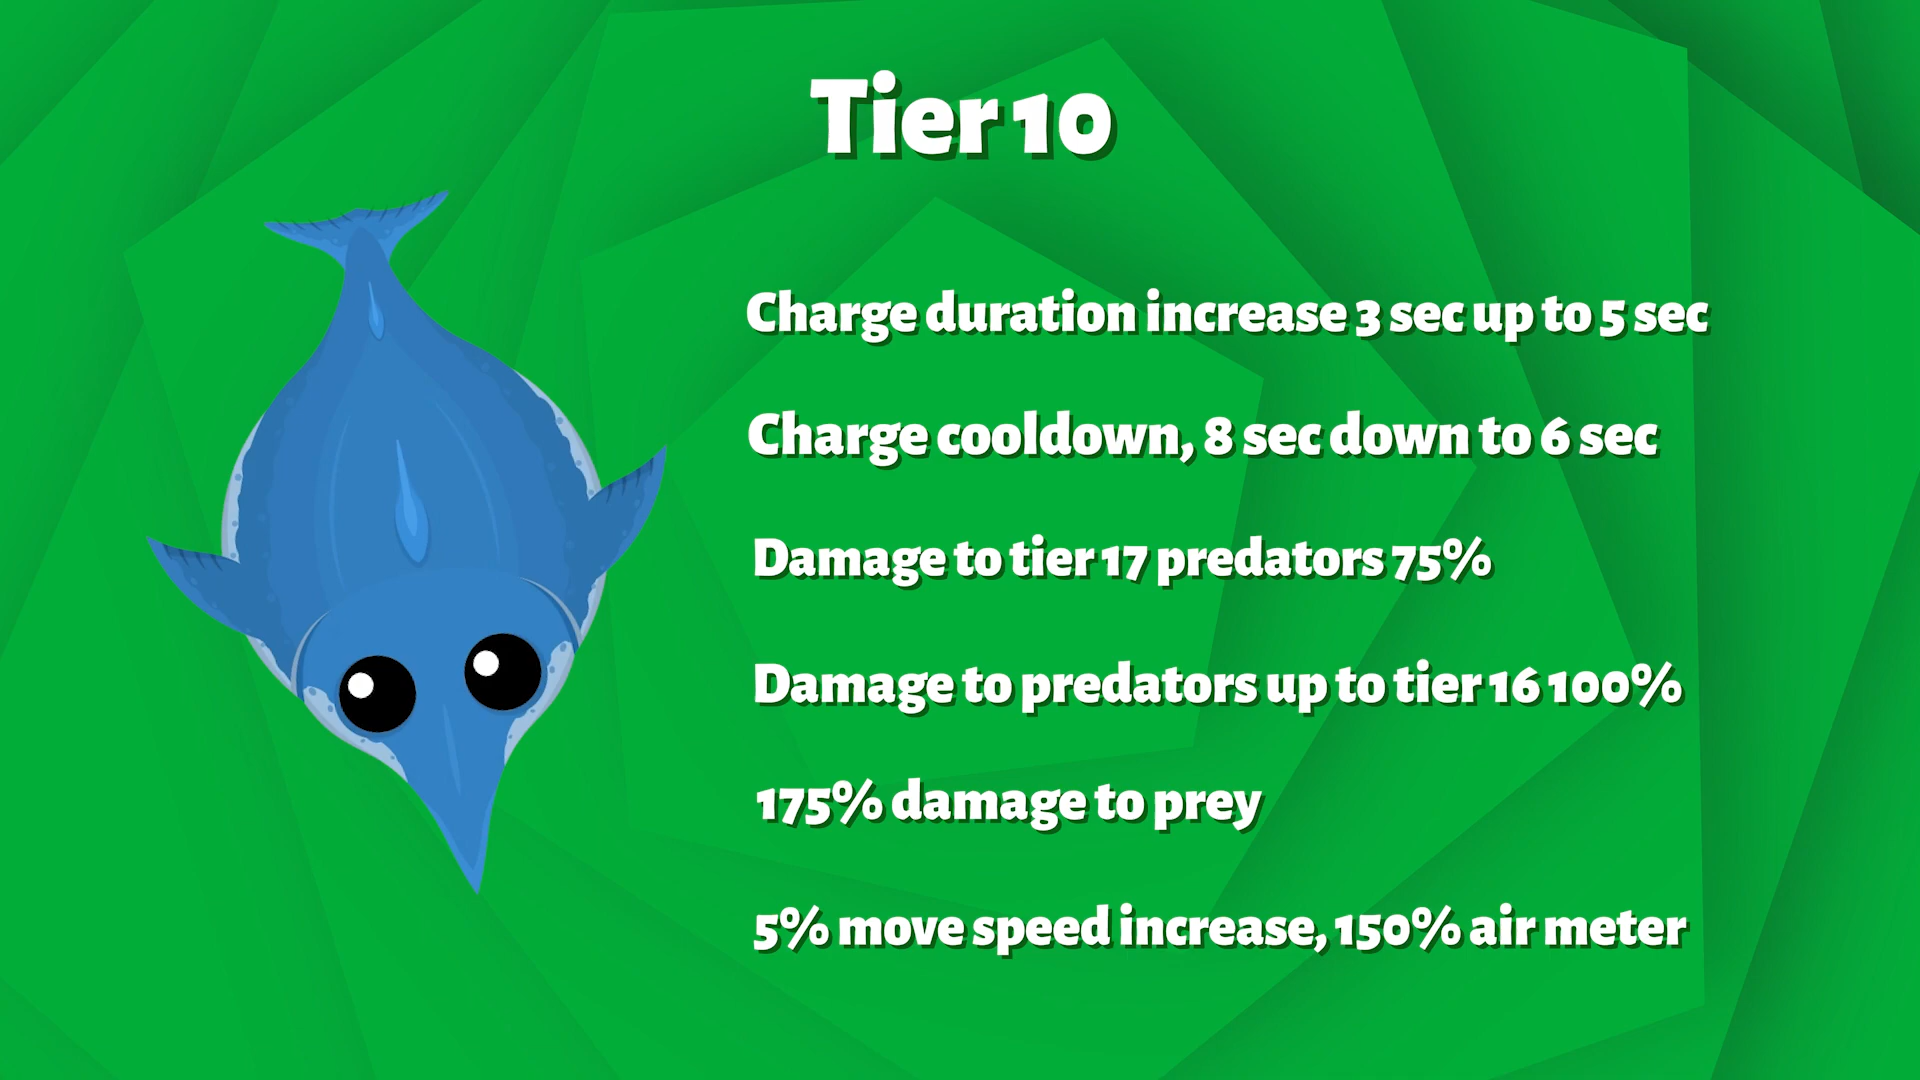 Tier 10
Charge duration increase 3 sec up to 5 sec
Charge cooldown, 8 sec down to 6 sec
Damage to tier 17 predators 75%
Damage to predators up to tier 16 100%
175% damage to prey
5% move speed increase, 150% air meter